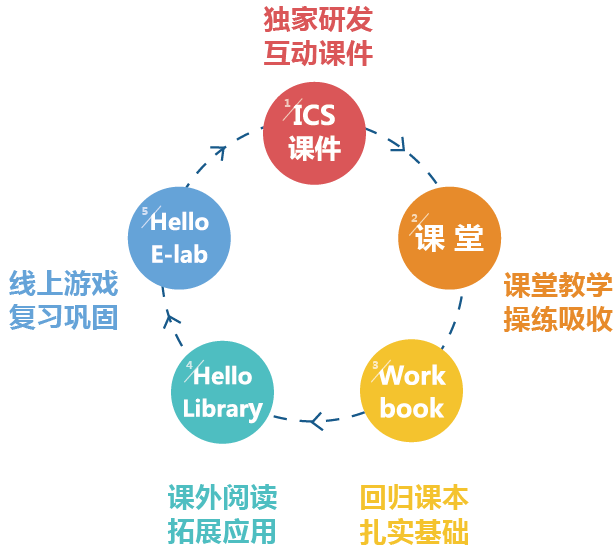 独家研发
互动课件
1
ICS
课件
2
课 堂
课堂教学
操练吸收
3
Work
book
回归课本
扎实基础
4
Hello
Library
课外阅读
拓展应用
5
Hello
E-lab
线上游戏
复习巩固